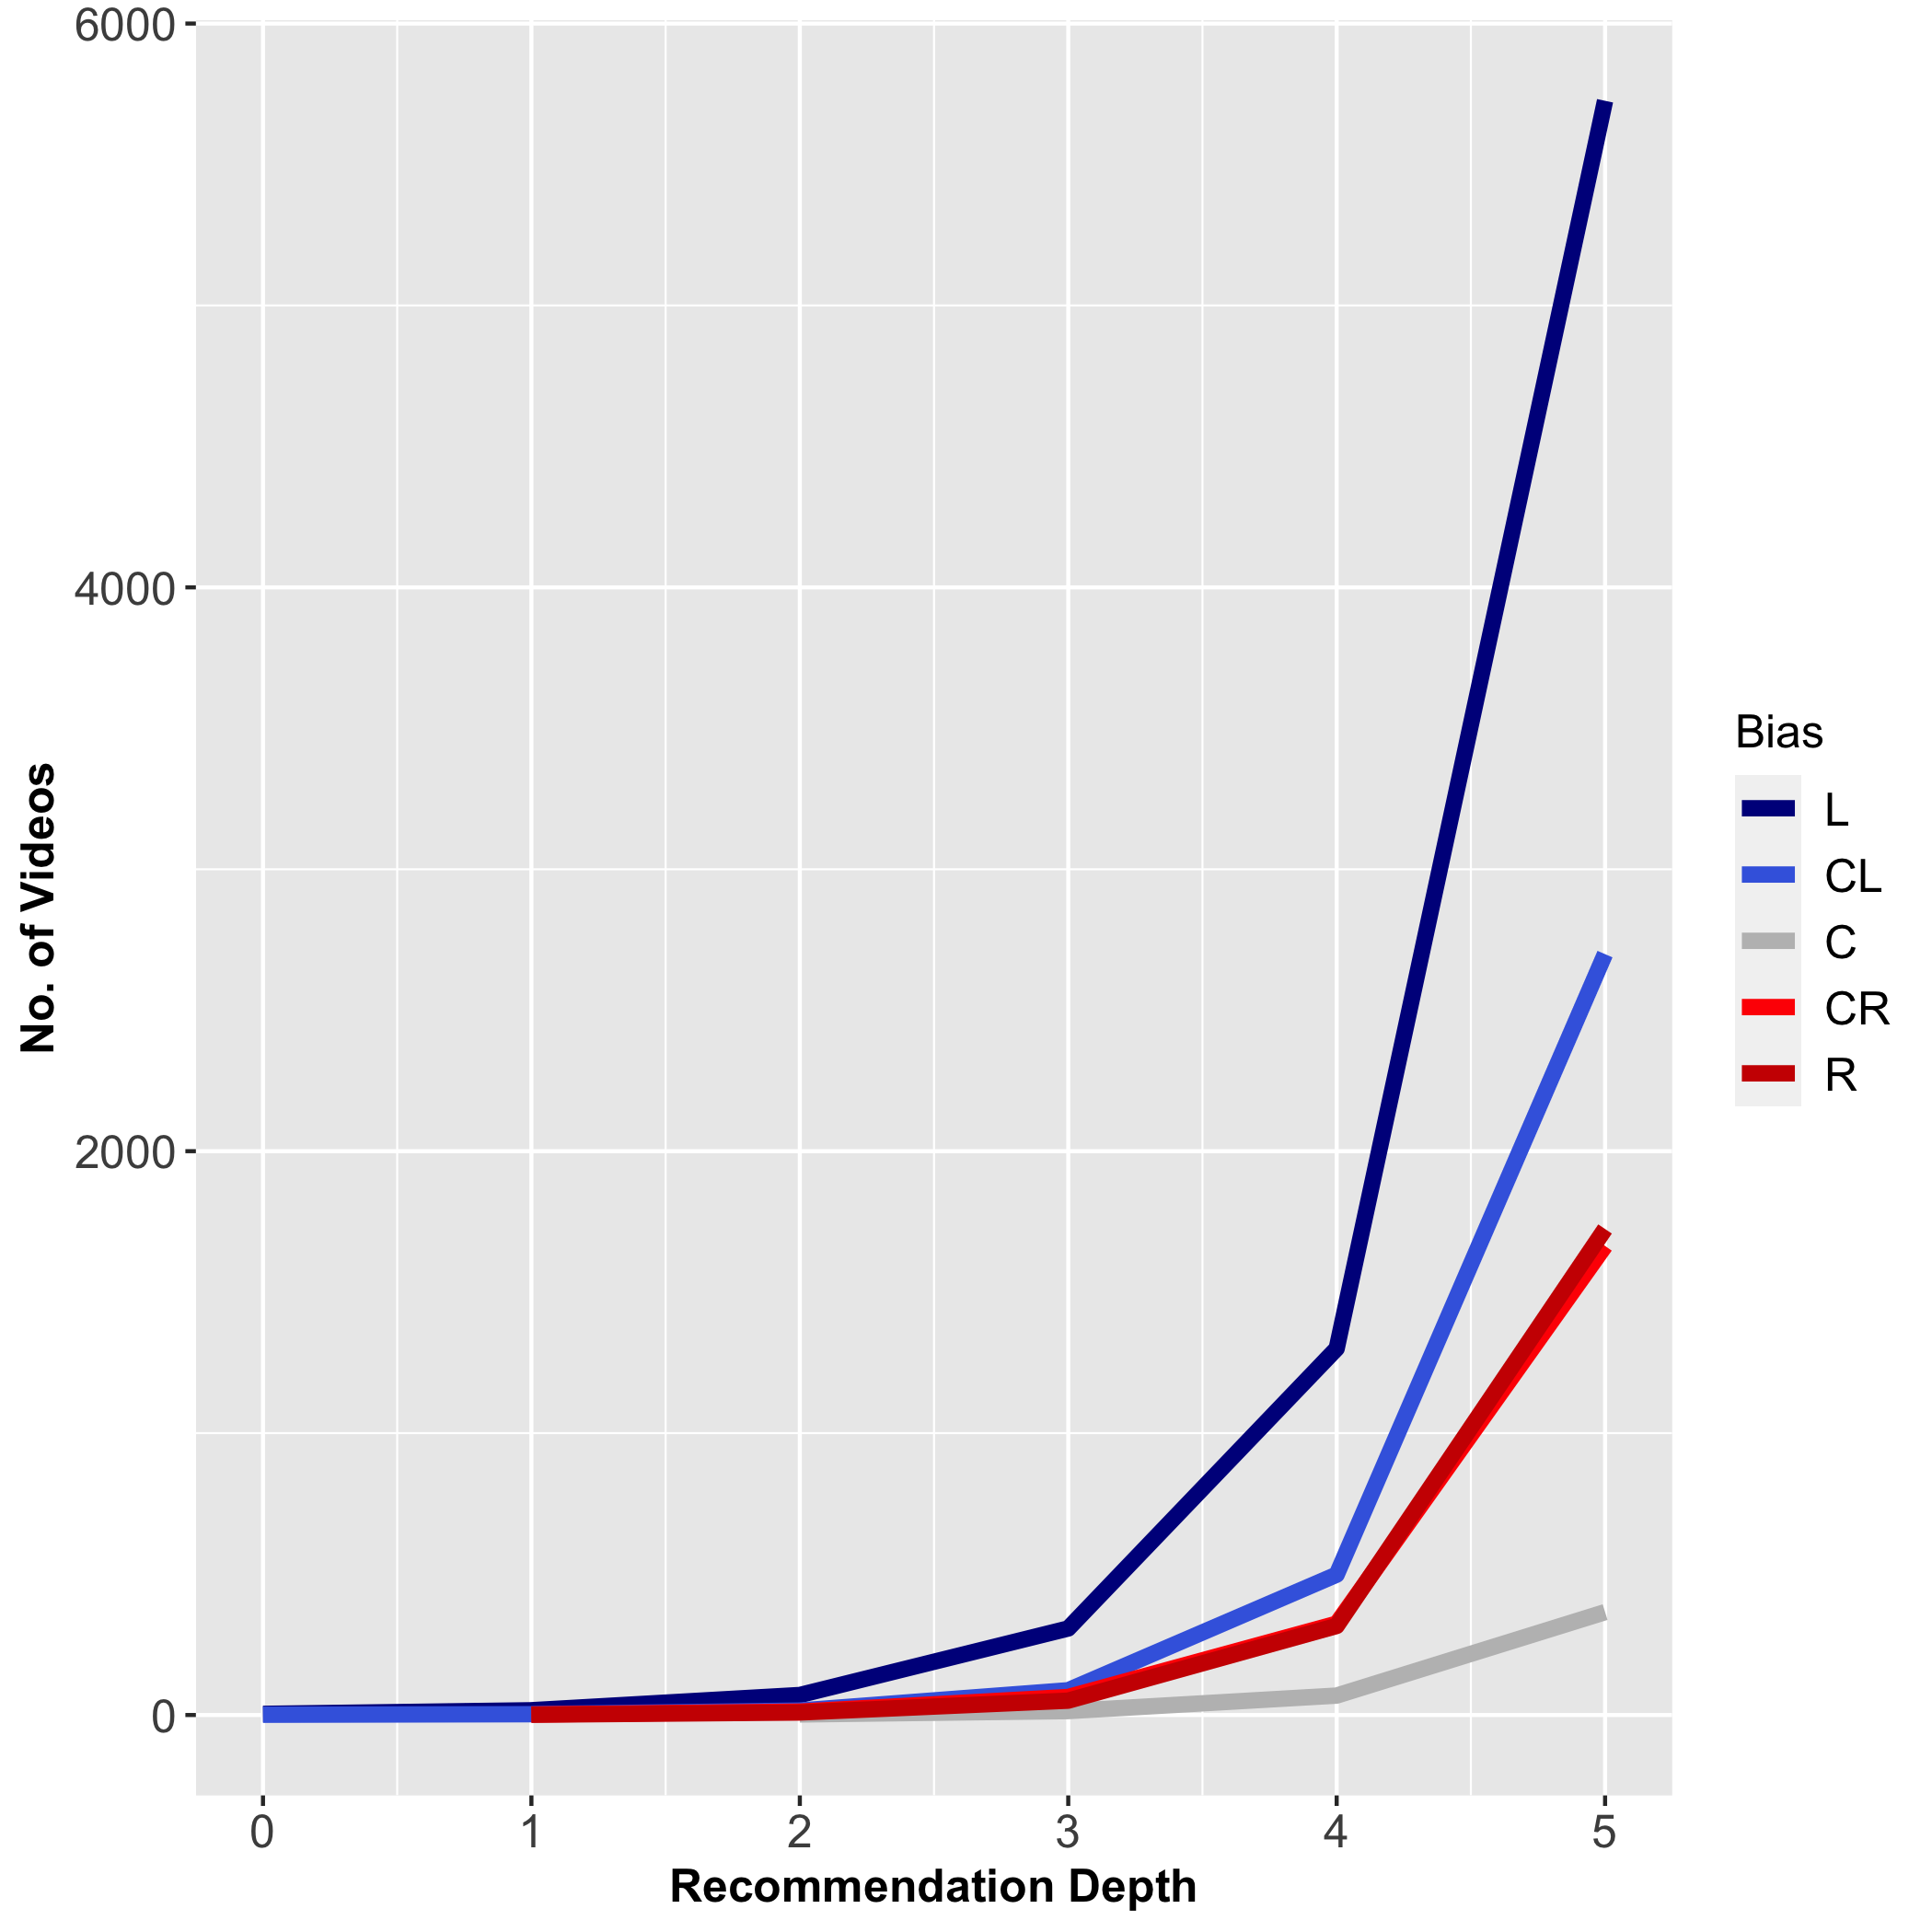 6000
4000
2000
0
No. of Videos
0 1 2 3 4 5
Recommendation Depth
Bias
L
CL
C
CR
R